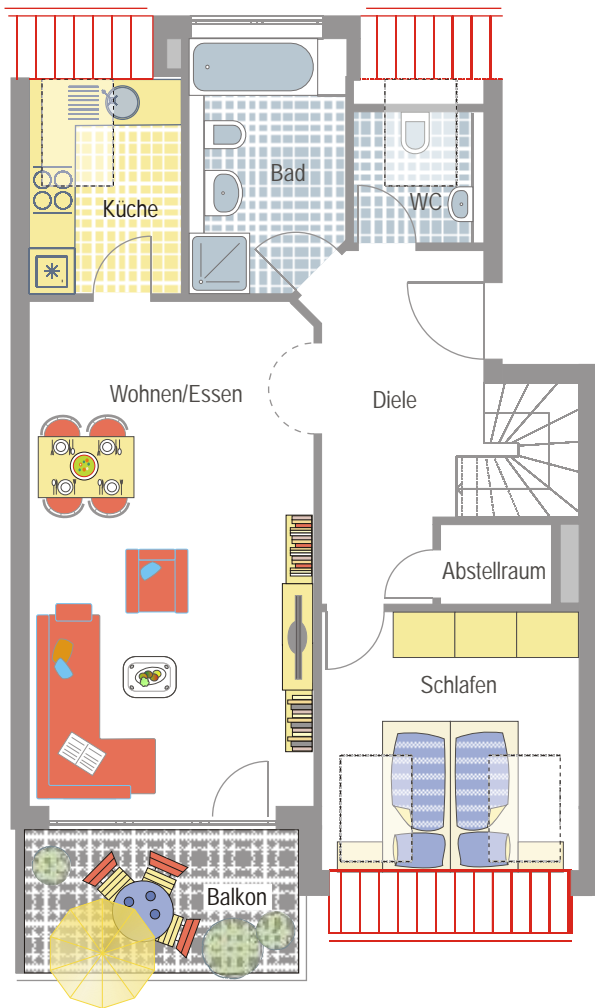 Bad
WC
Küche
Wohnen/Essen
Diele
Abstellraum
Schlafen
Balkon